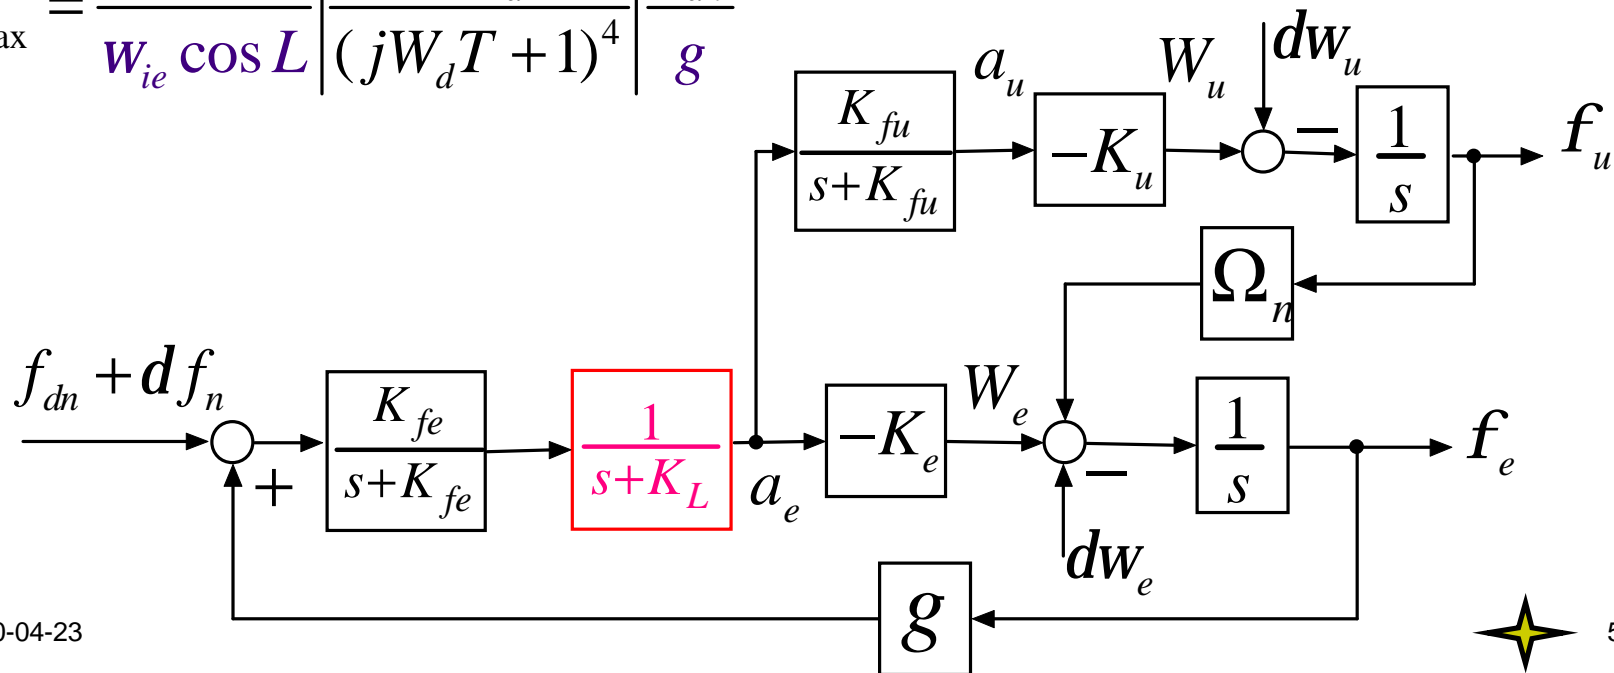 ax = / w_ie cos L |(jW_d T + 1)^4| g
a_u
W_u
dw_u
K_fu / s+K_fu
−K_u
−
1 / s
f_u
Ω_n
f_dn + df_n
+
K_fe / s+K_fe
1 / s+K_L
a_e
−K_e
W_e
−
1 / s
f_e
dw_e
g
0-04-23
5